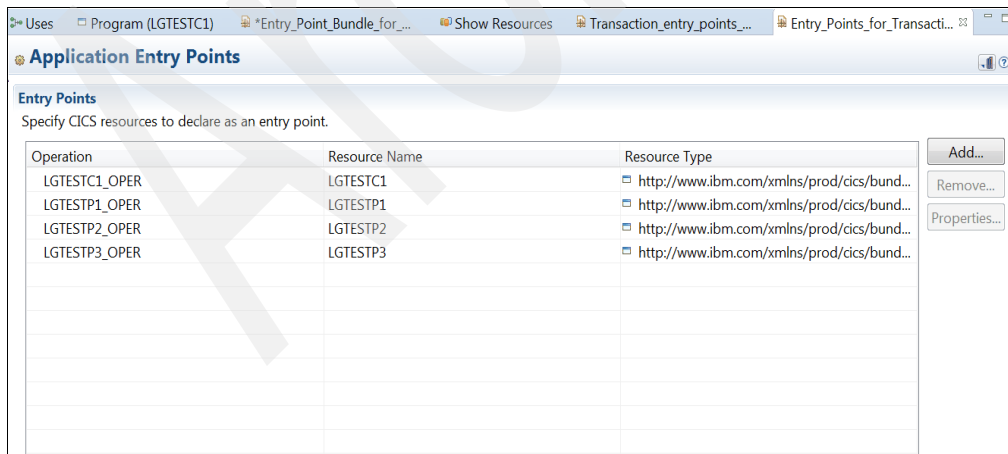 Uses Program (LGTESTC1) *Entry_Point_Bundle_for_... Show Resources Transaction_entry_points_... Entry_Points_for_Transacti...
Application Entry Points
Entry Points
Specify CICS resources to declare as an entry point.
Operation Resource Name Resource Type
LGTESTC1_OPER LGTESTC1 http://www.ibm.com/xmlns/prod/cics/bund...
LGTESTP1_OPER LGTESTP1 http://www.ibm.com/xmlns/prod/cics/bund...
LGTESTP2_OPER LGTESTP2 http://www.ibm.com/xmlns/prod/cics/bund...
LGTESTP3_OPER LGTESTP3 http://www.ibm.com/xmlns/prod/cics/bund...
Add...
Remove...
Properties...